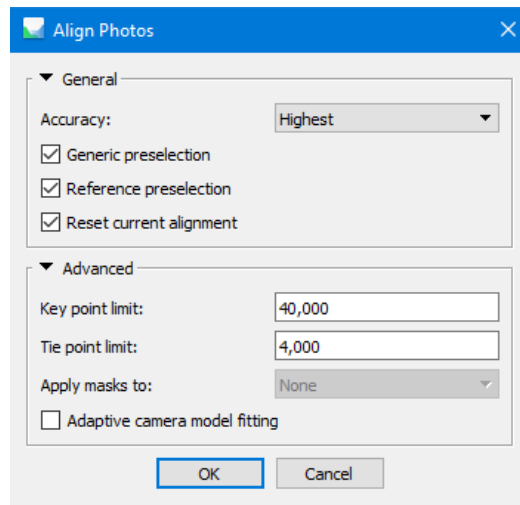 Align Photos
General
Accuracy: Highest
Generic preselection
Reference preselection
Reset current alignment
Advanced
Key point limit: 40,000
Tie point limit: 4,000
Apply masks to: None
Adaptive camera model fitting
OK Cancel